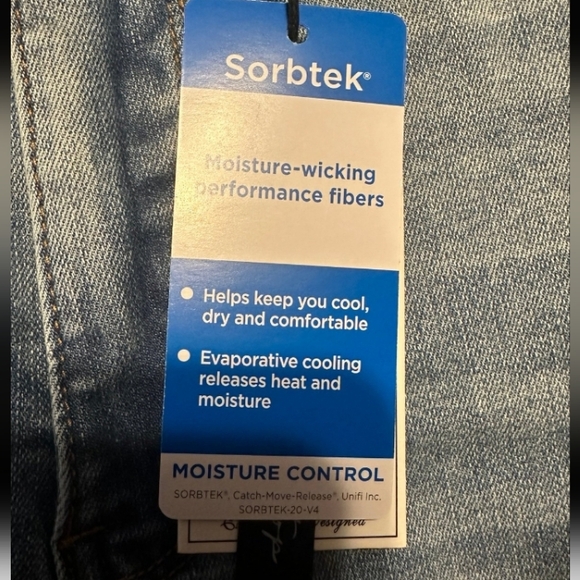 Sorbtek®
Moisture-wicking
performance fibers
Helps keep you cool,
dry and comfortable
Evaporative cooling
releases heat and
moisture
MOISTURE CONTROL
SORBTEK®, Catch-Move-Release®, Unifi Inc.
SORBTEK-20-V4
Designed